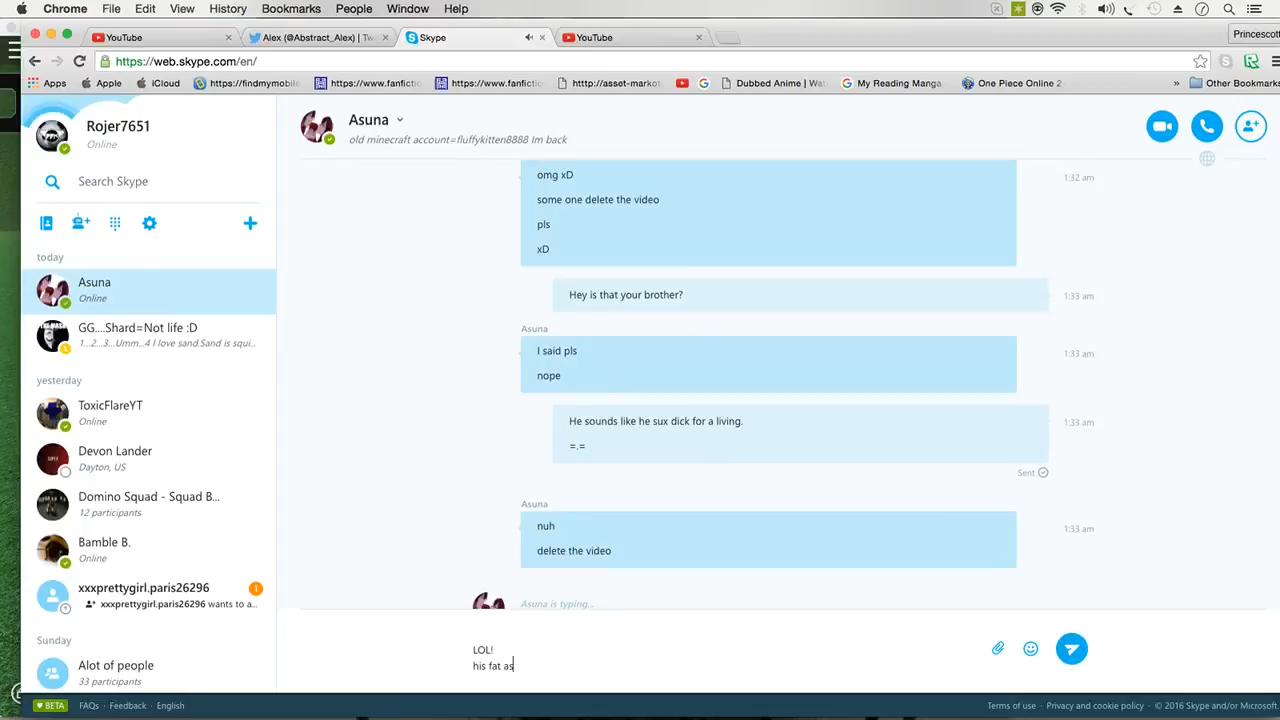 Chrome File Edit View History Bookmarks People Window Help
YouTube
Alex (@Abstract_Alex) | Tw
Skype
YouTube
Princescott
https://web.skype.com/en/
Apps Apple iCloud https://findmymobile https://www.fanfictio https://www.fanfictio http://asset-markot Dubbed Anime | Wat My Reading Manga One Piece Online 2 » Other Bookmarks
Rojer7651
Online
Search Skype
today
Asuna
Online
GG....Shard=Not life :D
1...2...3...Umm...4 I love sand.Sand is squi..
yesterday
ToxicFlareYT
Online
Devon Lander
Dayton, US
Domino Squad - Squad B...
12 participants
Bamble B.
Online
xxxprettygirl.paris26296
1
xxxprettygirl.paris26296 wants to a...
Sunday
Alot of people
33 participants
Asuna
old minecraft account=fluffykitten8888 Im back
omg xD
1:32 am
some one delete the video
pls
xD
Hey is that your brother?
1:33 am
Asuna
I said pls
1:33 am
nope
He sounds like he sux dick for a living.
1:33 am
=.=
Sent
Asuna
nuh
1:33 am
delete the video
Asuna is typing...
LOL!
his fat as
BETA FAQs · Feedback · English
Terms of use · Privacy and cookie policy · © 2016 Skype and/or Microsoft.